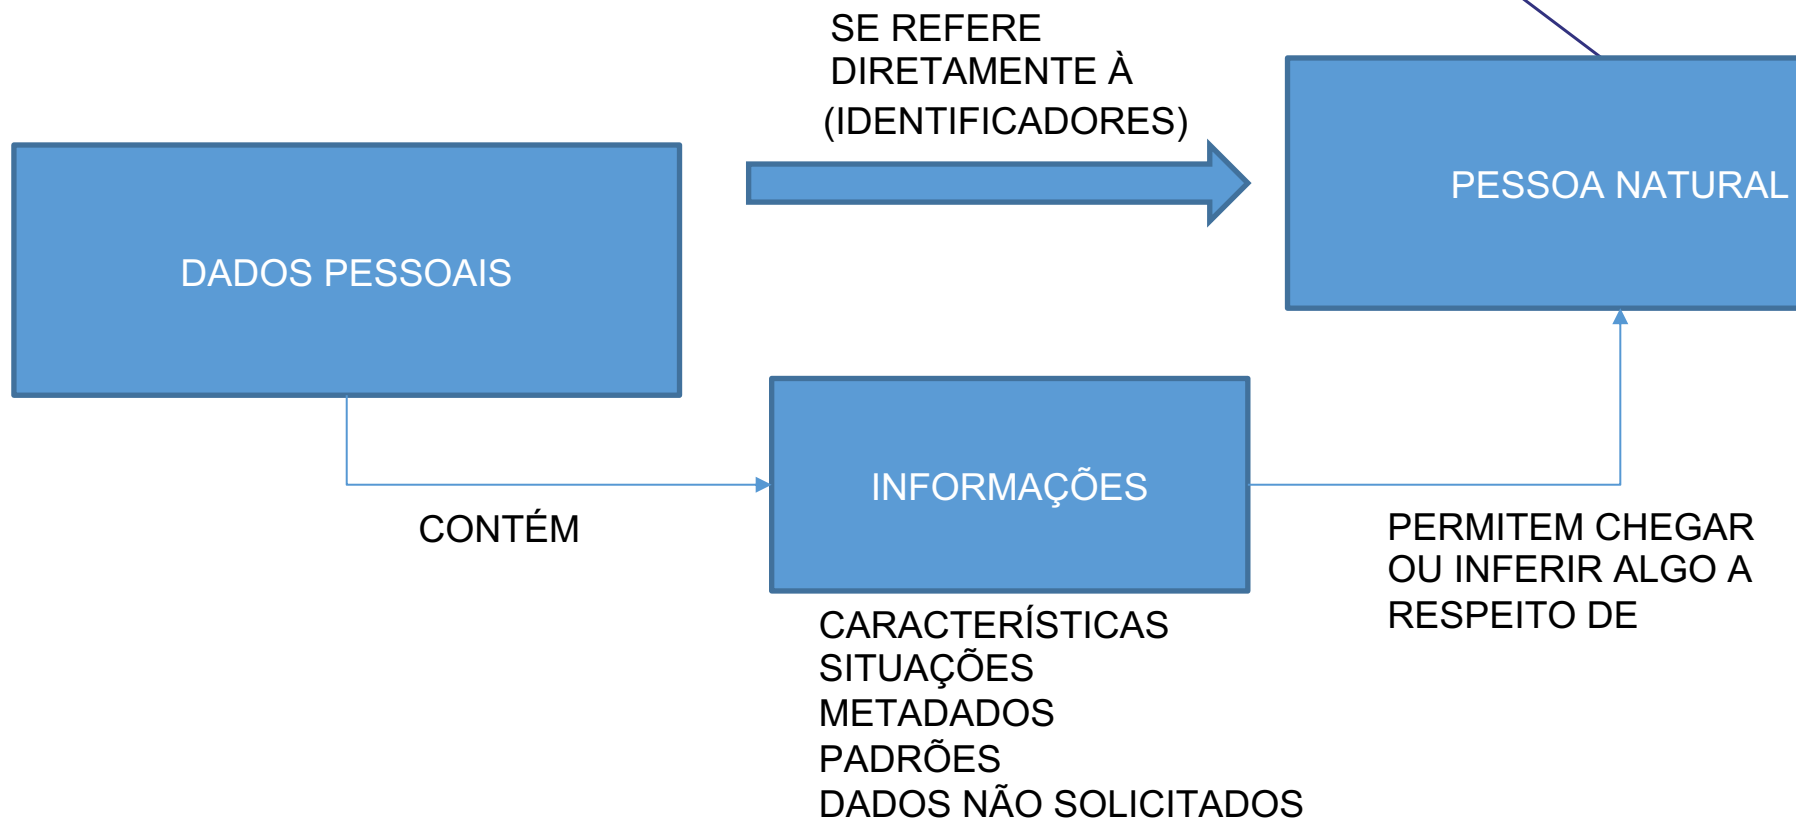 SE REFERE
DIRETAMENTE À
(IDENTIFICADORES)
PESSOA NATURAL
DADOS PESSOAIS
INFORMAÇÕES
CONTÉM
PERMITEM CHEGAR
OU INFERIR ALGO A
RESPEITO DE
CARACTERÍSTICAS
SITUAÇÕES
METADADOS
PADRÕES
DADOS NÃO SOLICITADOS